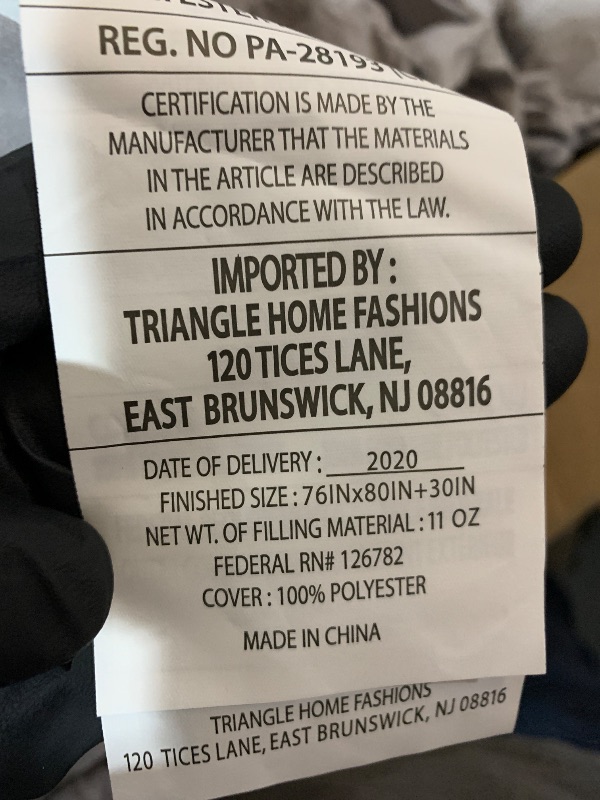 REG. NO PA-28193
CERTIFICATION IS MADE BY THE
MANUFACTURER THAT THE MATERIALS
IN THE ARTICLE ARE DESCRIBED
IN ACCORDANCE WITH THE LAW.
IMPORTED BY :
TRIANGLE HOME FASHIONS
120 TICES LANE,
EAST BRUNSWICK, NJ 08816
DATE OF DELIVERY : 2020
FINISHED SIZE : 76INx80IN+30IN
NET WT. OF FILLING MATERIAL : 11 OZ
FEDERAL RN# 126782
COVER : 100% POLYESTER
MADE IN CHINA
TRIANGLE HOME FASHIONS
120 TICES LANE, EAST BRUNSWICK, NJ 08816